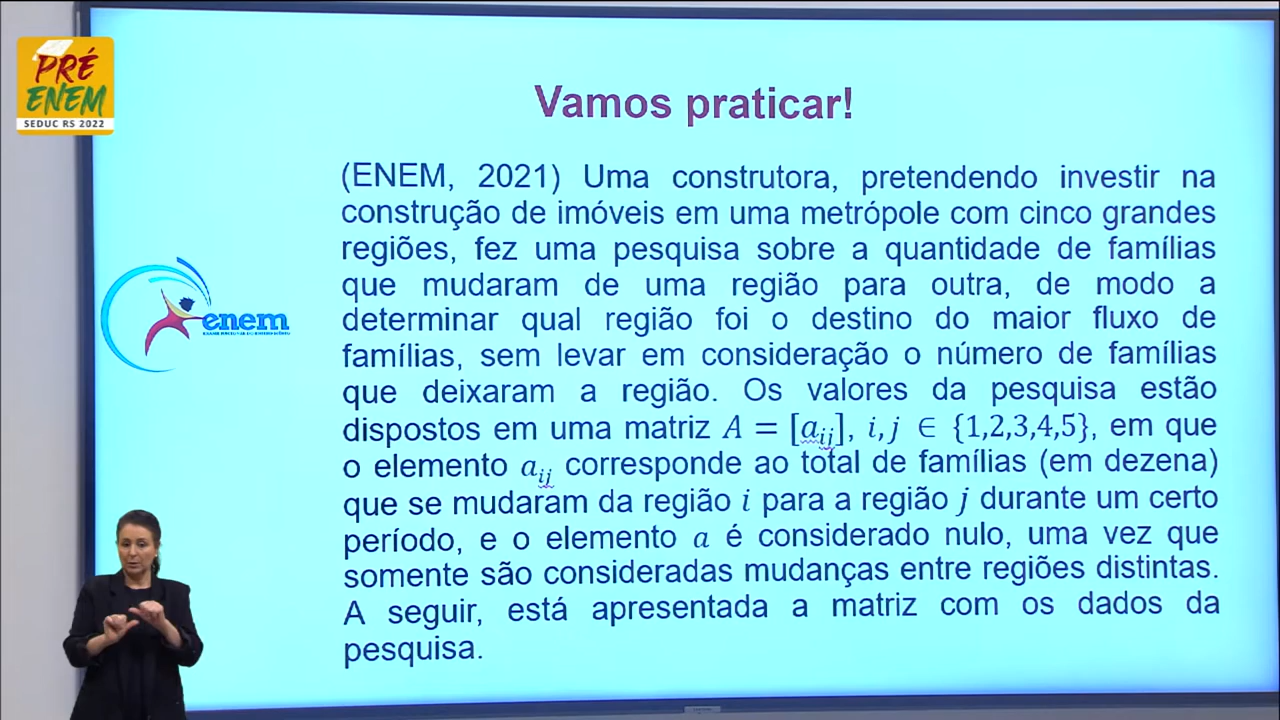 PRÉ
ENEM
SEDUC RS 2022
Vamos praticar!
(ENEM, 2021) Uma construtora, pretendendo investir na
construção de imóveis em uma metrópole com cinco grandes
regiões, fez uma pesquisa sobre a quantidade de famílias
que mudaram de uma região para outra, de modo a
determinar qual região foi o destino do maior fluxo de
famílias, sem levar em consideração o número de famílias
que deixaram a região. Os valores da pesquisa estão
dispostos em uma matriz A = [aij], i,j ∈ {1,2,3,4,5}, em que
o elemento aij corresponde ao total de famílias (em dezena)
que se mudaram da região i para a região j durante um certo
período, e o elemento a é considerado nulo, uma vez que
somente são consideradas mudanças entre regiões distintas.
A seguir, está apresentada a matriz com os dados da
pesquisa.
enem